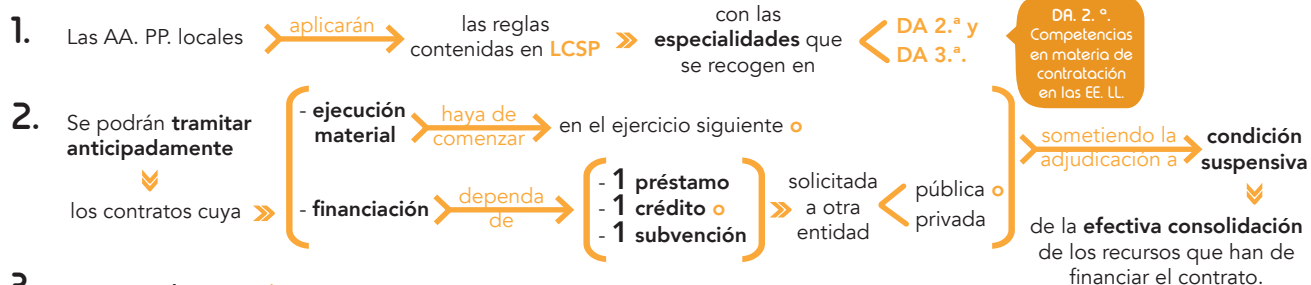 1. Las AA. PP. locales
aplicarán
las reglas
contenidas en LCSP
con las
especialidades que
se recogen en
DA 2.ª y
DA 3.ª.
DA. 2. ª.
Competencias
en materia de
contratación
en las EE. LL.
2. Se podrán tramitar
anticipadamente
los contratos cuya
- ejecución
material
haya de
comenzar
en el ejercicio siguiente o
- financiación
dependa
de
- 1 préstamo
- 1 crédito o
- 1 subvención
solicitada
a otra
entidad
pública o
privada
sometiendo la
adjudicación a
condición
suspensiva
de la efectiva consolidación
de los recursos que han de
financiar el contrato.